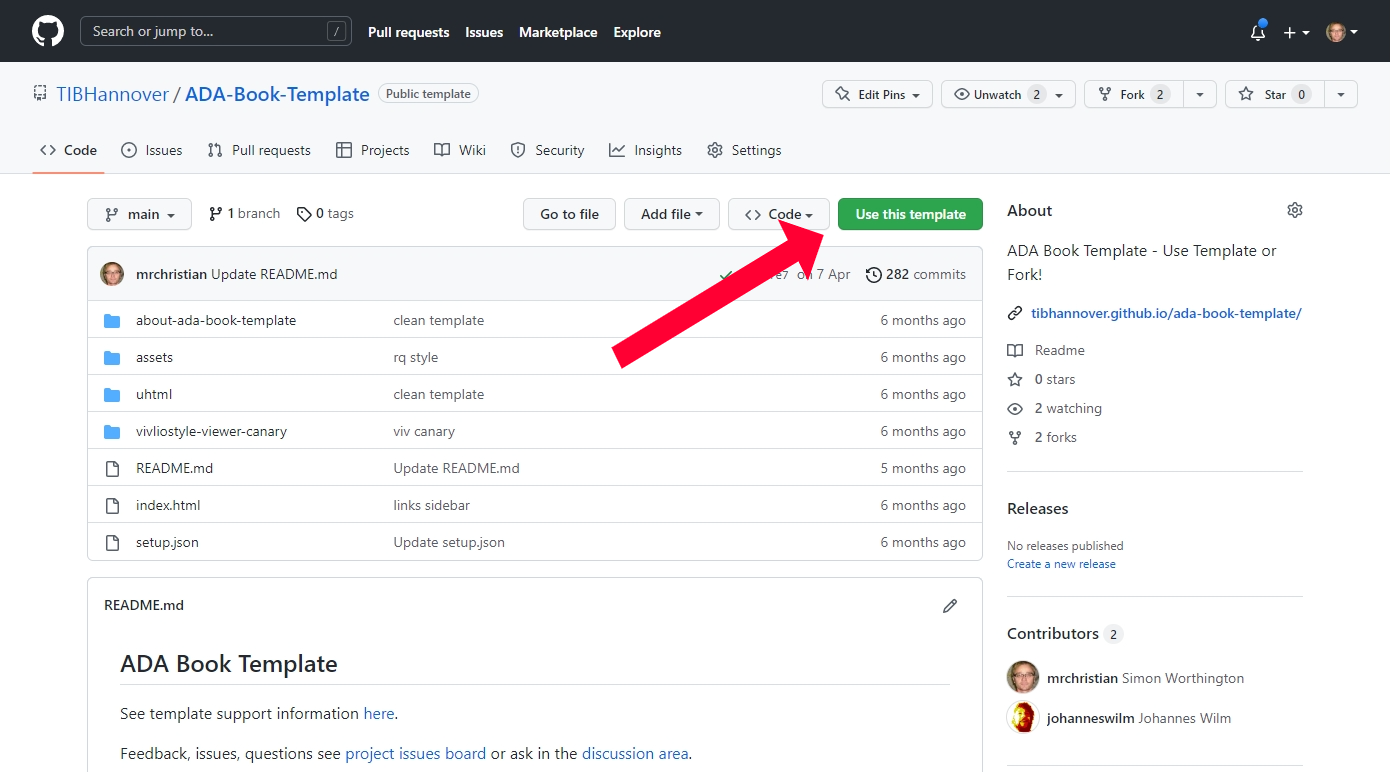 Search or jump to... / Pull requests Issues Marketplace Explore
TIBHannover / ADA-Book-Template Public template Edit Pins Unwatch 2 Fork 2 Star 0
Code Issues Pull requests Projects Wiki Security Insights Settings
main 1 branch 0 tags Go to file Add file Code Use this template
mrchristian Update README.md on 7 Apr 282 commits
about-ada-book-template clean template 6 months ago
assets rq style 6 months ago
uhtml clean template 6 months ago
vivliostyle-viewer-canary viv canary 6 months ago
README.md Update README.md 5 months ago
index.html links sidebar 6 months ago
setup.json Update setup.json 6 months ago
README.md
ADA Book Template
See template support information here.
Feedback, issues, questions see project issues board or ask in the discussion area.
About
ADA Book Template - Use Template or
Fork!
tibhannover.github.io/ada-book-template/
Readme
0 stars
2 watching
2 forks
Releases
No releases published
Create a new release
Contributors 2
mrchristian Simon Worthington
johanneswilm Johannes Wilm